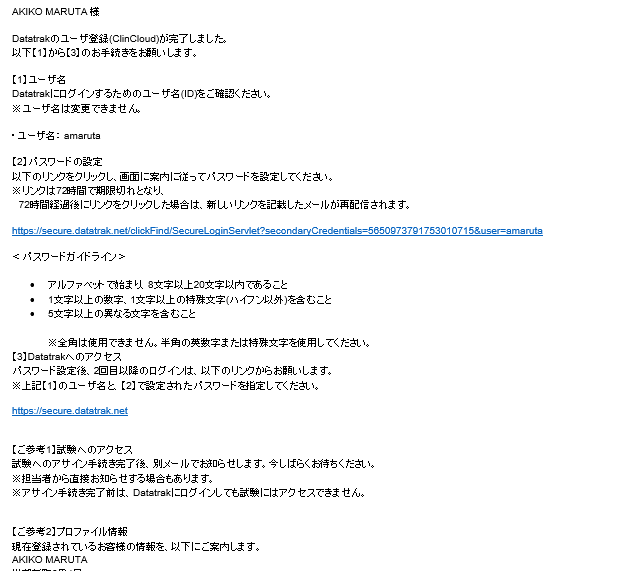 AKIKO MARUTA 様
Datatrakのユーザ登録(ClinCloud)が完了しました。
以下【1】から【3】のお手続きをお願いします。
【1】ユーザ名
Datatrakにログインするためのユーザ名(ID)をご確認ください。
※ユーザ名は変更できません。
・ユーザ名： amaruta
【2】パスワードの設定
以下のリンクをクリックし、画面に案内に従ってパスワードを設定してください。
※リンクは72時間で期限切れとなり、
72時間経過後にリンクをクリックした場合は、新しいリンクを記載したメールが再配信されます。
https://secure.datatrak.net/clickFind/SecureLoginServlet?secondaryCredentials=5650973791753010715&user=amaruta
＜パスワードガイドライン＞
• アルファベットで始まり、8文字以上20文字以内であること
• 1文字以上の数字、1文字以上の特殊文字(ハイフン以外)を含むこと
• 5文字以上の異なる文字を含むこと
※全角は使用できません。半角の英数字または特殊文字を使用してください。
【3】Datatrakへのアクセス
パスワード設定後、2回目以降のログインは、以下のリンクからお願いします。
※上記【1】のユーザ名と、【2】で設定されたパスワードを指定してください。
https://secure.datatrak.net
【ご参考1】試験へのアクセス
試験へのアサイン手続き完了後、別メールでお知らせします。今しばらくお待ちください。
※担当者から直接お知らせする場合もあります。
※アサイン手続き完了前は、Datatrakにログインしても試験にはアクセスできません。
【ご参考2】プロファイル情報
現在登録されているお客様の情報を、以下にご案内します。
AKIKO MARUTA